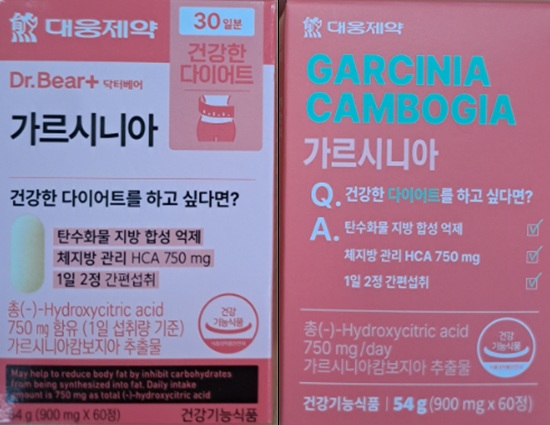 대웅제약
30일분
건강한
다이어트
Dr.Bear+ 닥터베어
가르시니아
건강한 다이어트를 하고 싶다면?
탄수화물 지방 합성 억제
체지방 관리 HCA 750 mg
1일 2정 간편섭취
총(-)-Hydroxycitric acid
750 mg 함유 (1일 섭취량 기준)
가르시니아캄보지아 추출물
건강
기능식품
May help to reduce body fat by inhibit carbohydrates
from being synthesized into fat. Daily intake
amount is 750 mg as total (-)-hydroxycitric acid
54 g (900 mg X 60정)
건강기능식품
대웅제약
GARCINIA
CAMBOGIA
가르시니아
Q. 건강한 다이어트를 하고 싶다면?
A. 탄수화물 지방 합성 억제
체지방 관리 HCA 750 mg
1일 2정 간편섭취
총(-)-Hydroxycitric acid
750 mg/day
가르시니아캄보지아 추출물
건강
기능식품
건강기능식품 | 54 g (900 mg X 60정)